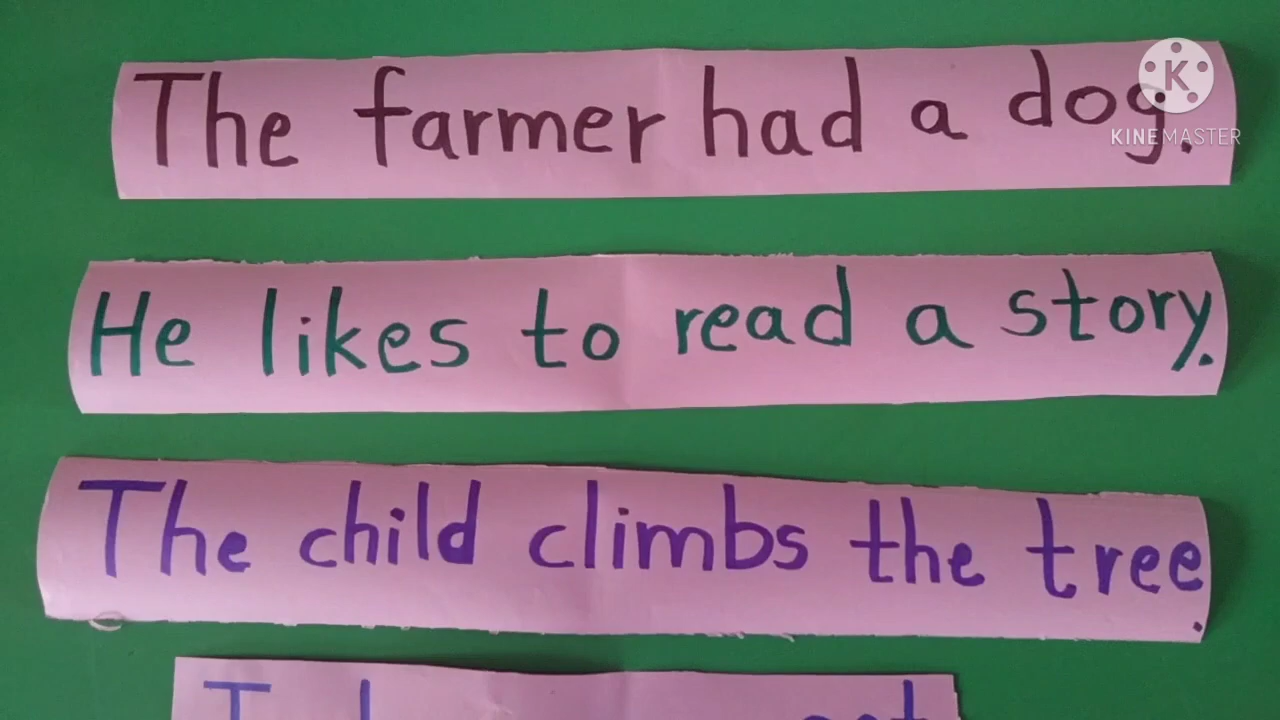 The farmer had a dog.
KINEMASTER
He likes to read a story.
The child climbs the tree.